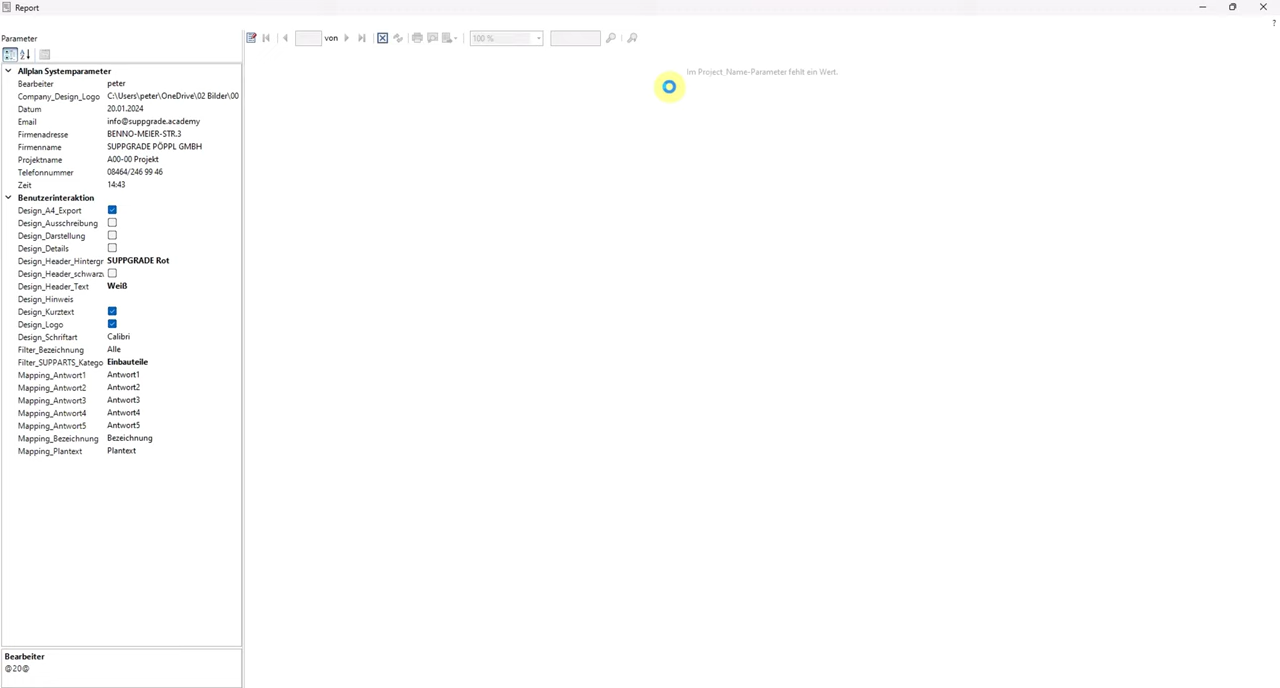 Report
?
Parameter
von
100 %
Im Project_Name-Parameter fehlt ein Wert.
Allplan Systemparameter
Bearbeiter peter
Company_Design_Logo C:\Users\peter\OneDrive\02 Bilder\00
Datum 20.01.2024
Email info@suppgrade.academy
Firmenadresse BENNO-MEIER-STR.3
Firmenname SUPPGRADE PÖPPL GMBH
Projektname A00-00 Projekt
Telefonnummer 08464/246 99 46
Zeit 14:43
Benutzerinteraktion
Design_A4_Export
Design_Ausschreibung
Design_Darstellung
Design_Details
Design_Header_Hintergr SUPPGRADE Rot
Design_Header_schwarz
Design_Header_Text Weiß
Design_Hinweis
Design_Kurztext
Design_Logo
Design_Schriftart Calibri
Filter_Bezeichnung Alle
Filter_SUPPARTS_Katego Einbauteile
Mapping_Antwort1 Antwort1
Mapping_Antwort2 Antwort2
Mapping_Antwort3 Antwort3
Mapping_Antwort4 Antwort4
Mapping_Antwort5 Antwort5
Mapping_Bezeichnung Bezeichnung
Mapping_Plantext Plantext
Bearbeiter
@20@